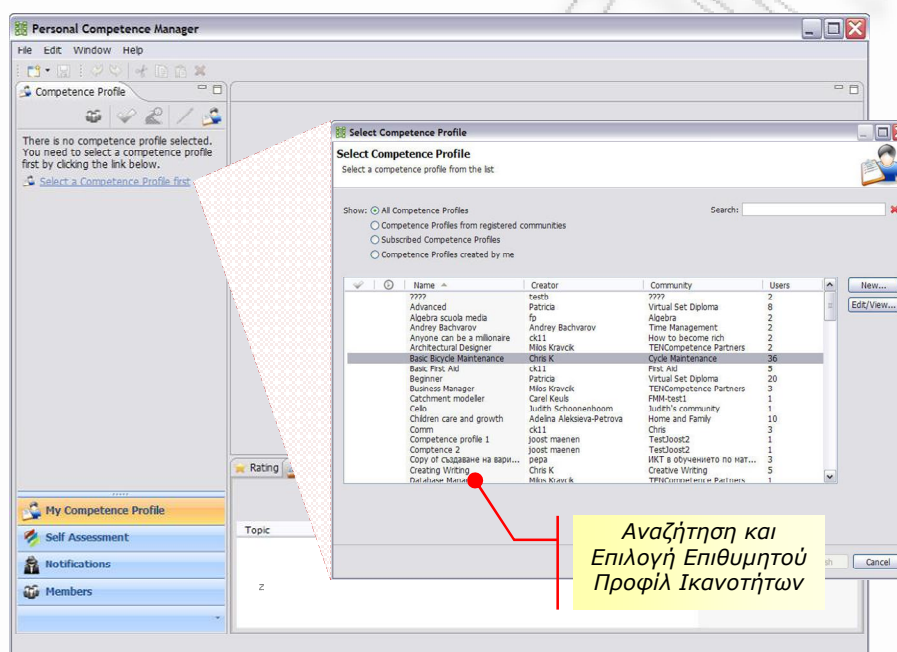 Personal Competence Manager
File Edit Window Help
Competence Profile
There is no competence profile selected.
You need to select a competence profile
first by clicking the link below.
Select a Competence Profile first
Select Competence Profile
Select Competence Profile
Select a competence profile from the list
Show: All Competence Profiles Search:
Competence Profiles from registered communities
Subscribed Competence Profiles
Competence Profiles created by me
Name Creator Community Users
New...
Edit/View...
???? testb ???? 2
Advanced Patricia Virtual Set Diploma 8
Algebra scuola media fp Algebra 2
Andrey Bachvarov Andrey Bachvarov Time Management 2
Anyone can be a millionaire ck11 How to become rich 2
Architectural Designer Milos Kravcik TENCompetence Partners 2
Basic Bicycle Maintenance Chris K Cycle Maintenance 36
Basic First Aid ck11 First Aid 5
Beginner Patricia Virtual Set Diploma 20
Business Manager Milos Kravcik TENCompetence Partners 3
Catchment modeller Carel Keuls FMM-test1 1
Cello Judith Schoonenboom Judith's community 1
Children care and growth Adelina Aleksieva-Petrova Home and Family 10
Comm ck11 Chris 3
Competence profile 1 joost maenen TestJoost2 1
Comptence 2 joost maenen TestJoost2 1
Copy of създаване на вари... pepa ИКТ в обучението по мат... 3
Creating Writing Chris K Creative Writing 5
Database Mana Milos Kravcik TENCompetence Partners 1
Rating
My Competence Profile
Self Assessment
Notifications
Members
Topic
z
Αναζήτηση και
Επιλογή Επιθυμητού
Προφίλ Ικανοτήτων
sh Cancel